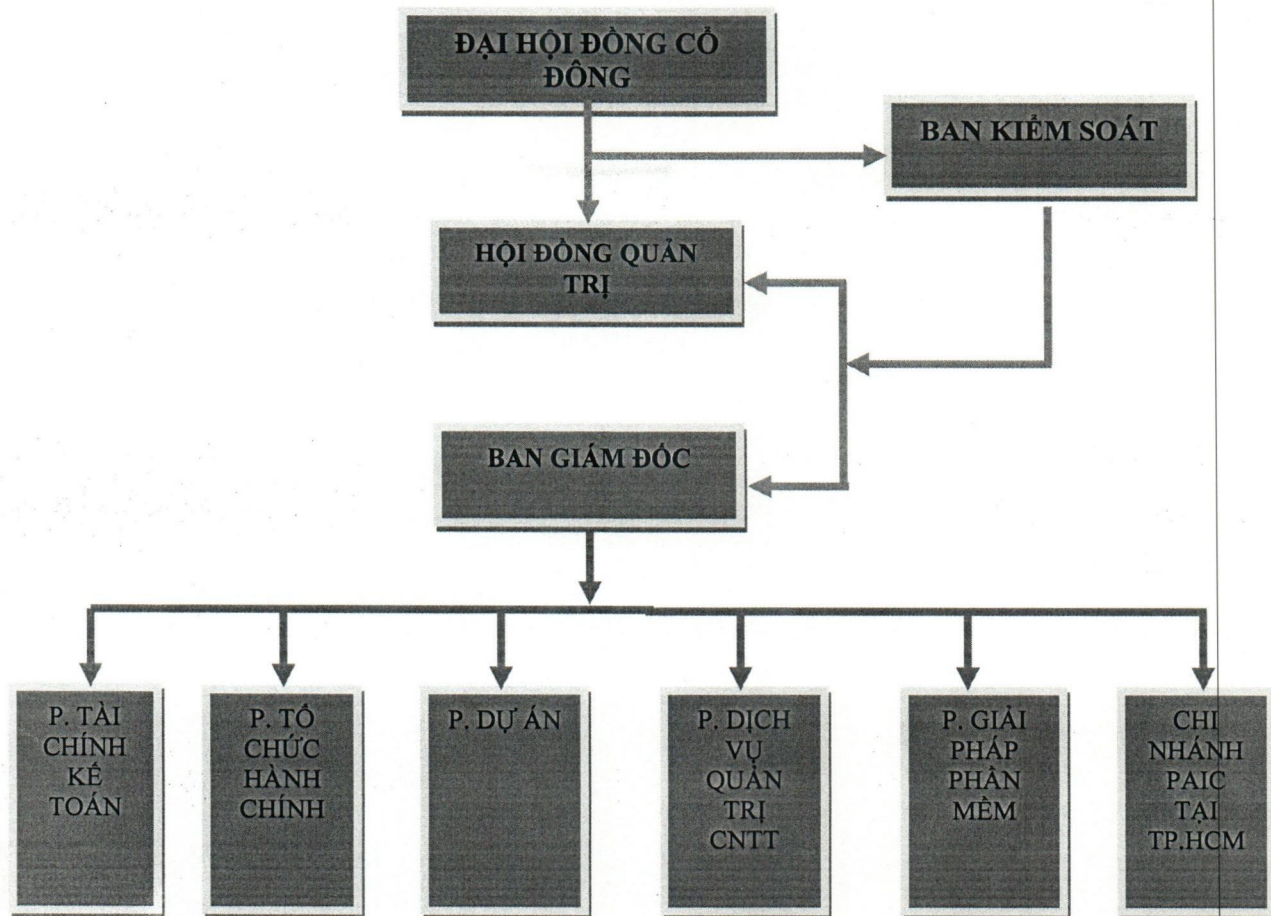 ĐẠI HỘI ĐỒNG CỔ
ĐÔNG
BAN KIỂM SOÁT
HỘI ĐỒNG QUẢN
TRỊ
BAN GIÁM ĐỐC
P. TÀI
CHÍNH
KẾ
TOÁN
P. TỔ
CHỨC
HÀNH
CHÍNH
P. DỰ ÁN
P. DỊCH
VỤ
QUẢN
TRỊ
CNTT
P. GIẢI
PHÁP
PHẦN
MỀM
CHI
NHÁNH
PAIC
TẠI
TP.HCM